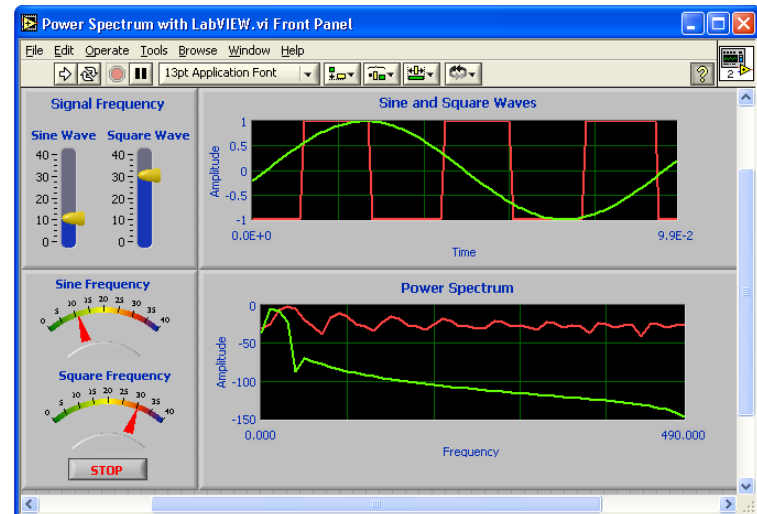 Power Spectrum with LabVIEW.vi Front Panel
File Edit Operate Tools Browse Window Help
13pt Application Font
2
Signal Frequency
Sine Wave Square Wave
40 40
30 30
20 20
10 10
0 0
Sine and Square Waves
Amplitude
1
0.5
0
-0.5
-1
0.0E+0 9.9E-2
Time
Sine Frequency
0 5 10 15 20 25 30 35 40
Square Frequency
0 5 10 15 20 25 30 35 40
STOP
Power Spectrum
Amplitude
0
-50
-100
-150
0.000 490.000
Frequency